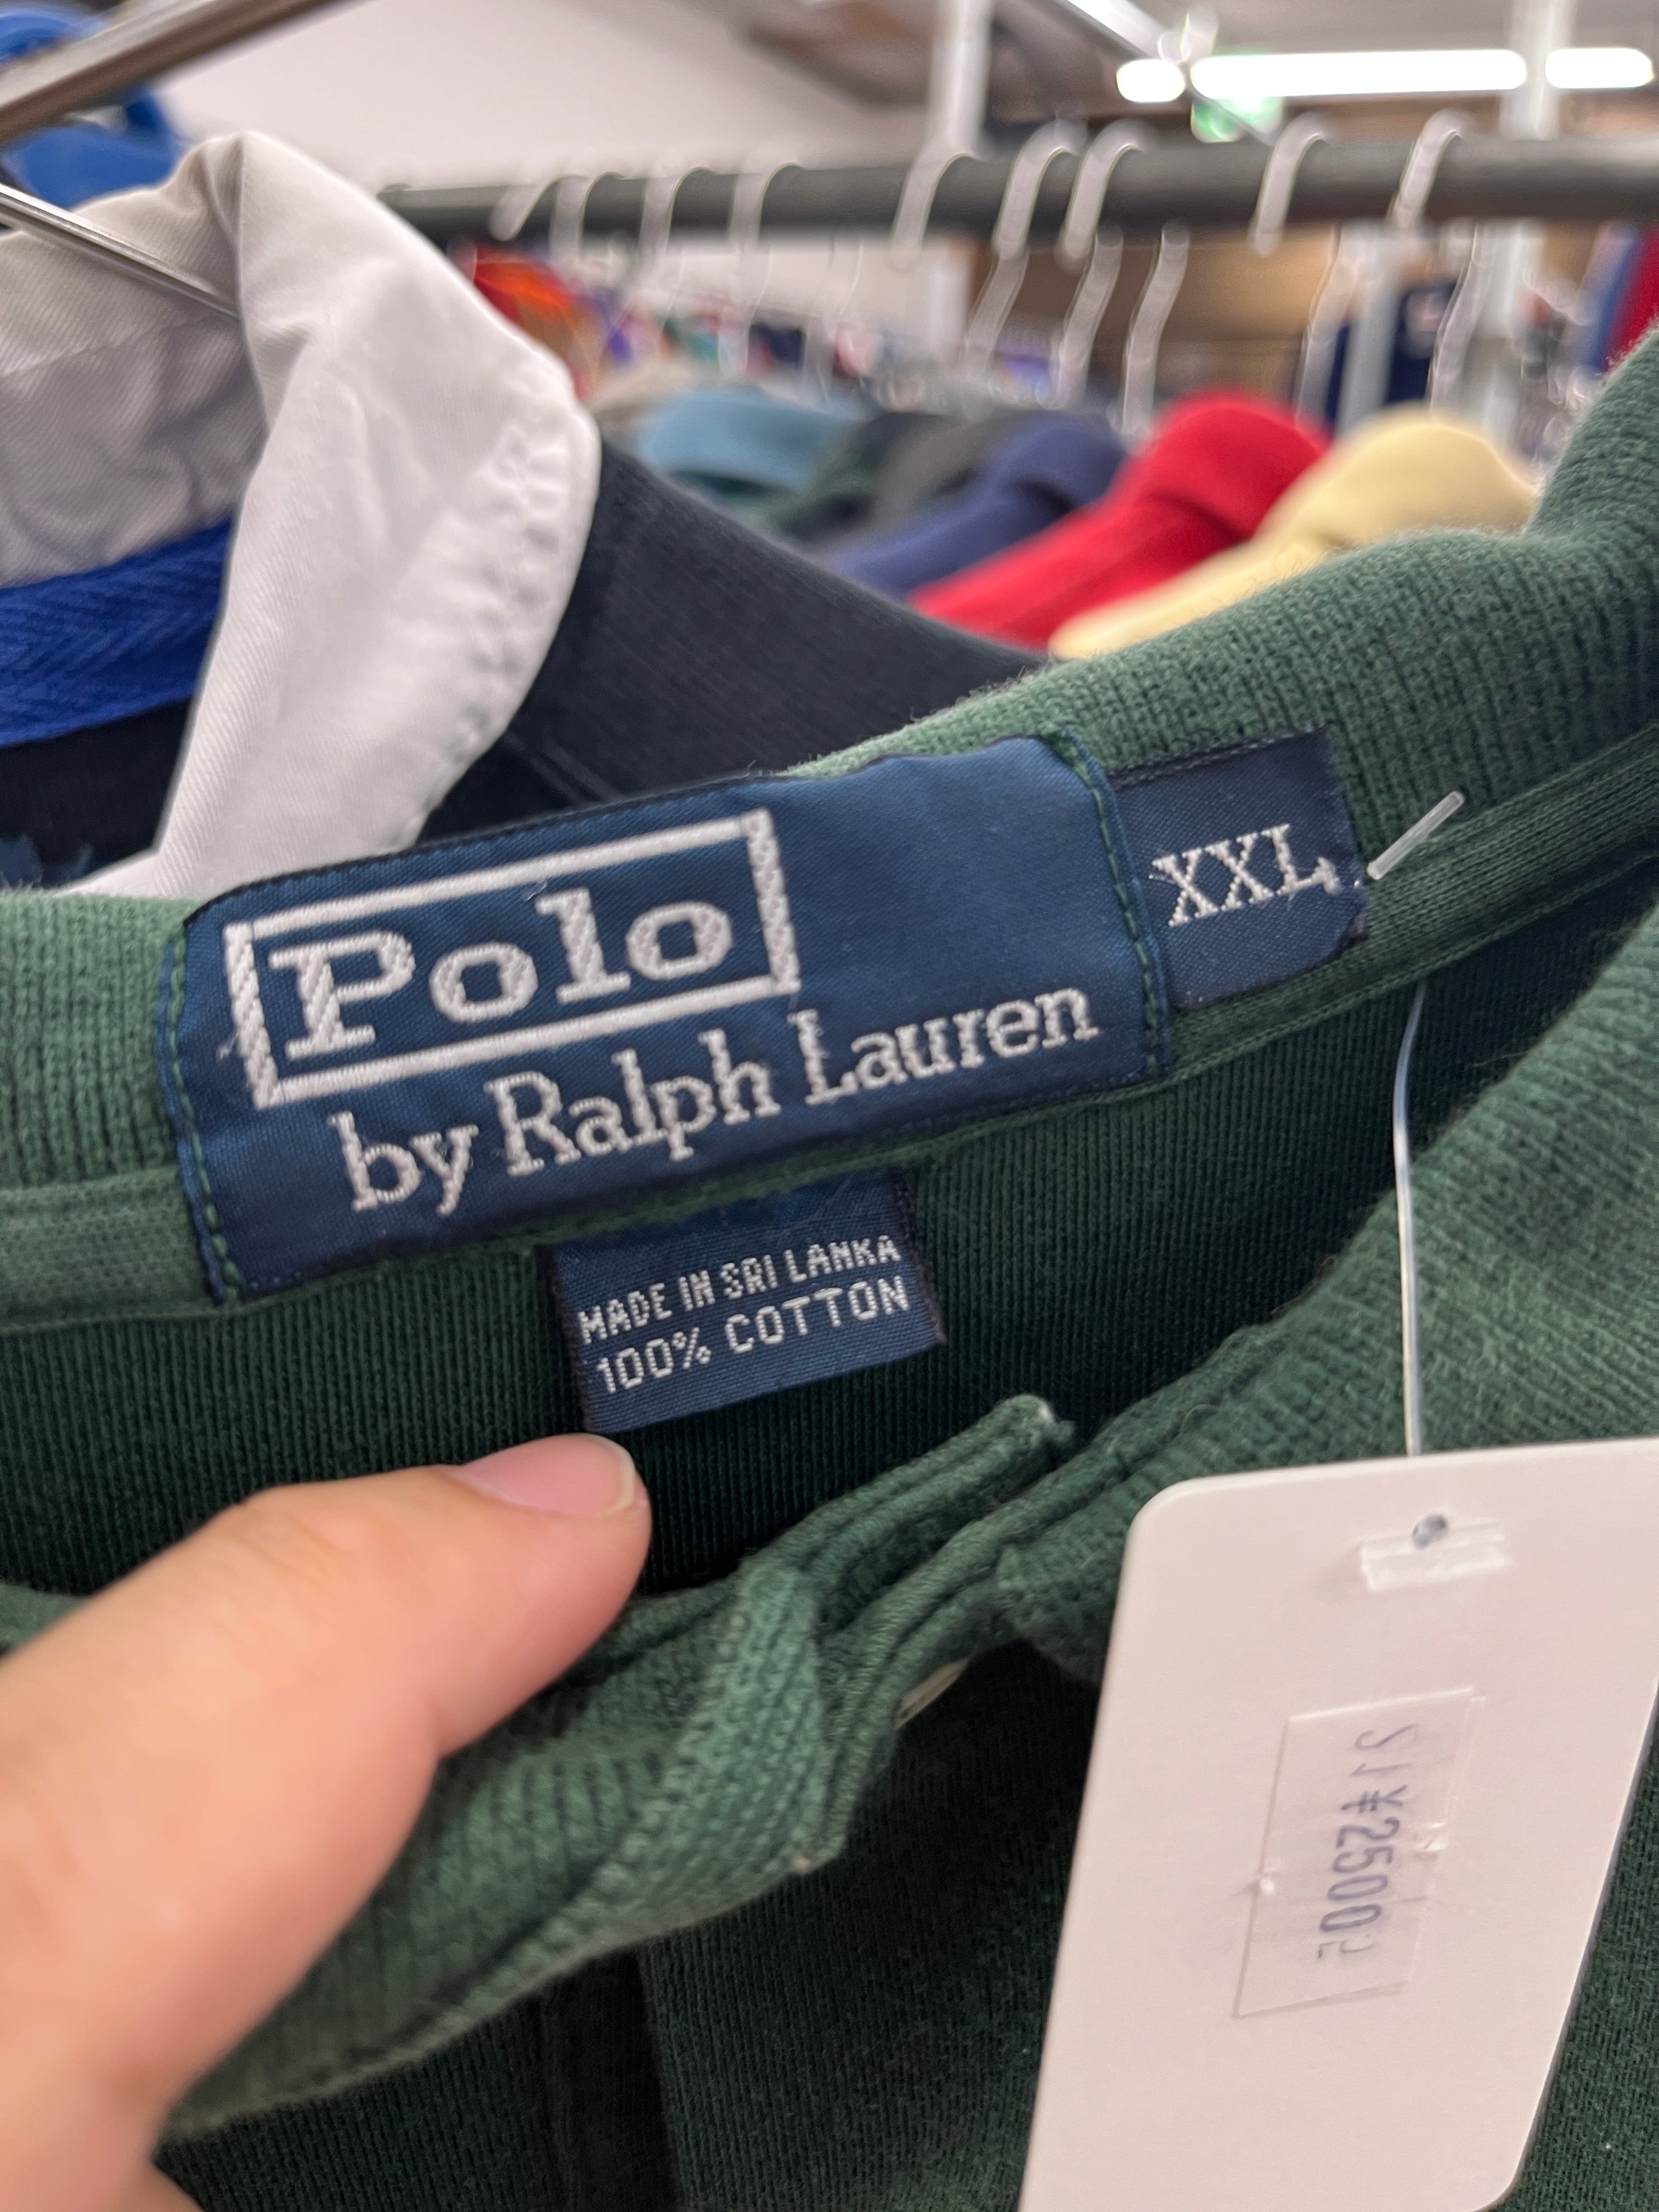 Polo
by Ralph Lauren
XXL
MADE IN SRI LANKA
100% COTTON
¥2500